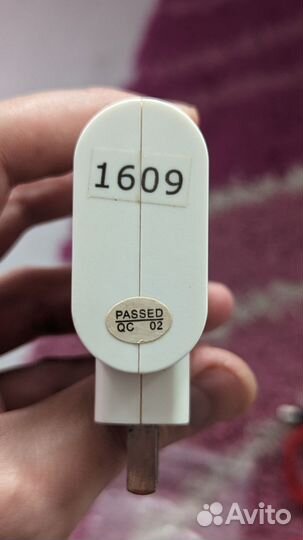 1609
PASSED
QC 02
Avito